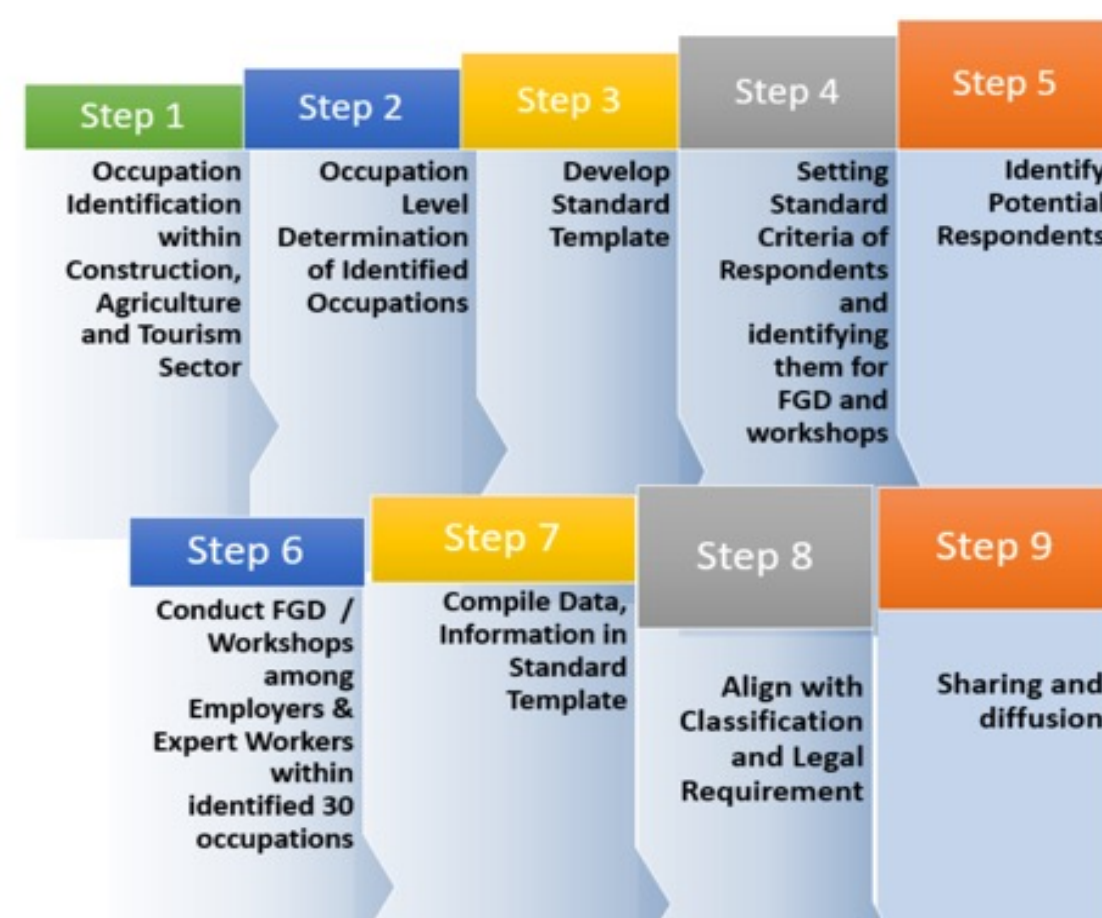 Step 1
Occupation
Identification
within
Construction,
Agriculture
and Tourism
Sector
Step 2
Occupation
Level
Determination
of Identified
Occupations
Step 3
Develop
Standard
Template
Step 4
Setting
Standard
Criteria of
Respondents
and
identifying
them for
FGD and
workshops
Step 5
Identify
Potential
Respondents
Step 6
Conduct FGD /
Workshops
among
Employers &
Expert Workers
within
identified 30
occupations
Step 7
Compile Data,
Information in
Standard
Template
Step 8
Align with
Classification
and Legal
Requirement
Step 9
Sharing and
diffusion